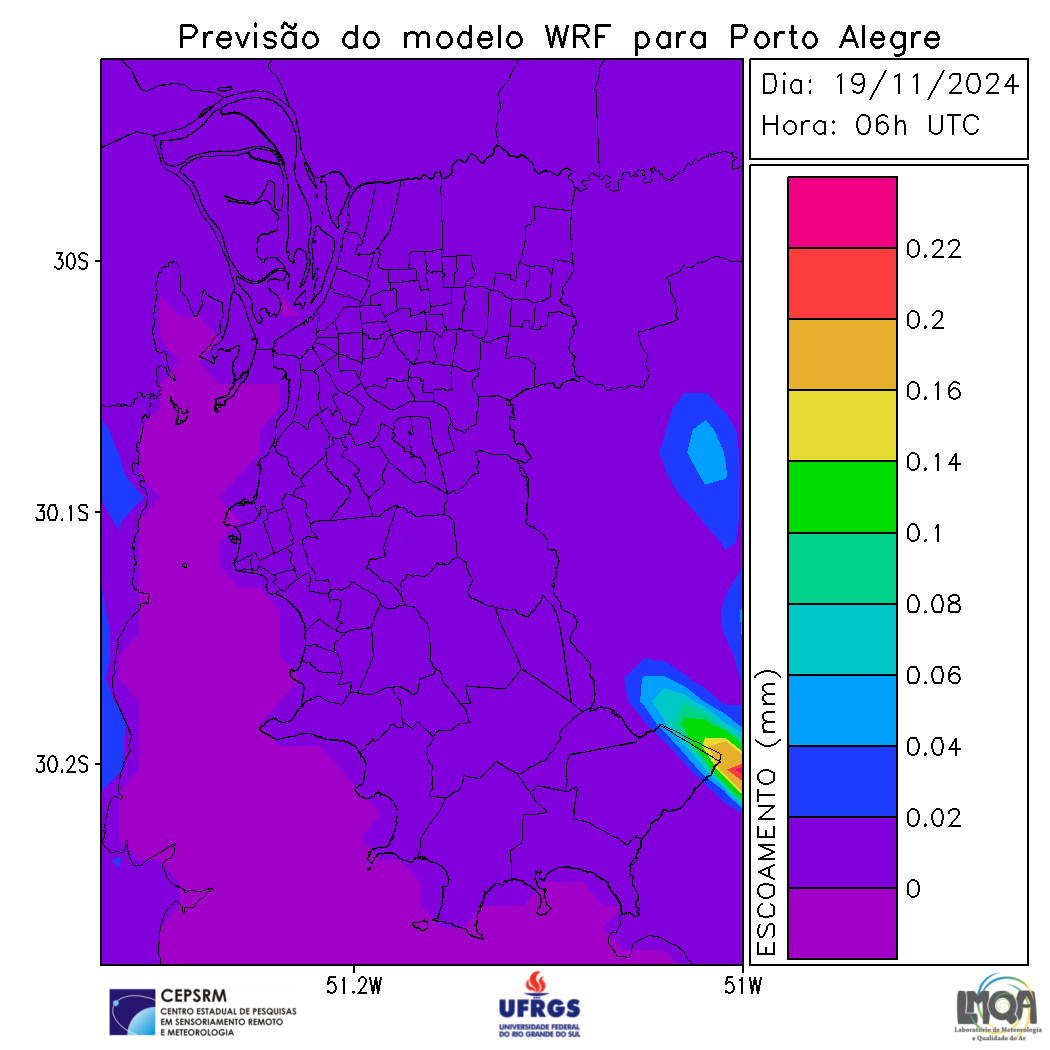 Previsão do modelo WRF para Porto Alegre
Dia: 19/11/2024
Hora: 06h UTC
30S
30.1S
30.2S
51.2W
51W
ESCOAMENTO (mm)
0.22
0.2
0.16
0.14
0.1
0.08
0.06
0.04
0.02
0
CEPSRM
CENTRO ESTADUAL DE PESQUISAS
EM SENSORIAMENTO REMOTO
E METEOROLOGIA
UFRGS
UNIVERSIDADE FEDERAL
DO RIO GRANDE DO SUL
LMQA
Laboratório de Meteorologia
e Qualidade do Ar